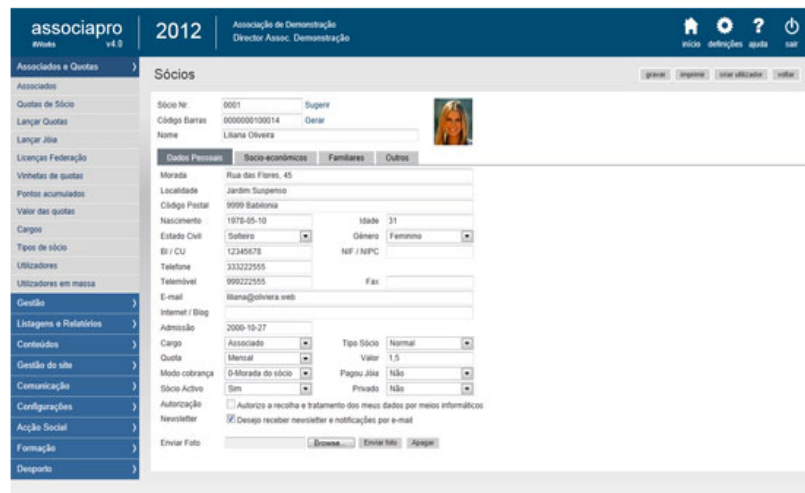 associapro
itWorks v4.0
2012
Associação de Demonstração
Director Assoc. Demonstração
início definições ajuda sair
Associados e Quotas
Associados
Quotas de Sócio
Lançar Quotas
Lançar Jóia
Licenças Federação
Vinhetas de quotas
Pontos acumulados
Valor das quotas
Cargos
Tipos de sócio
Utilizadores
Utilizadores em massa
Gestão
Listagens e Relatórios
Conteúdos
Gestão do site
Comunicação
Configurações
Acção Social
Formação
Desporto
Sócios
gravar imprimir criar utilizador voltar
Sócio Nr. 0001 Sugerir
Código Barras 0000000100014 Gerar
Nome Liliana Oliveira
Dados Pessoais Socio-económicos Familiares Outros
Morada Rua das Flores, 45
Localidade Jardim Suspenso
Código Postal 9999 Babilonia
Nascimento 1978-05-10 Idade 31
Estado Civil Solteiro Género Feminino
BI / CU 12345678 NIF / NIPC
Telefone 333222555
Telemóvel 999222555 Fax
E-mail liliana@oliviera.web
Internet / Blog
Admissão 2000-10-27
Cargo Associado Tipo Sócio Normal
Quota Mensal Valor 1,5
Modo cobrança 0-Morada do sócio Pagou Jóia Não
Sócio Activo Sim Privado Não
Autorização Autorizo a recolha e tratamento dos meus dados por meios informáticos
Newsletter Desejo receber newsletter e notificações por e-mail
Enviar Foto Browse... Enviar foto Apagar